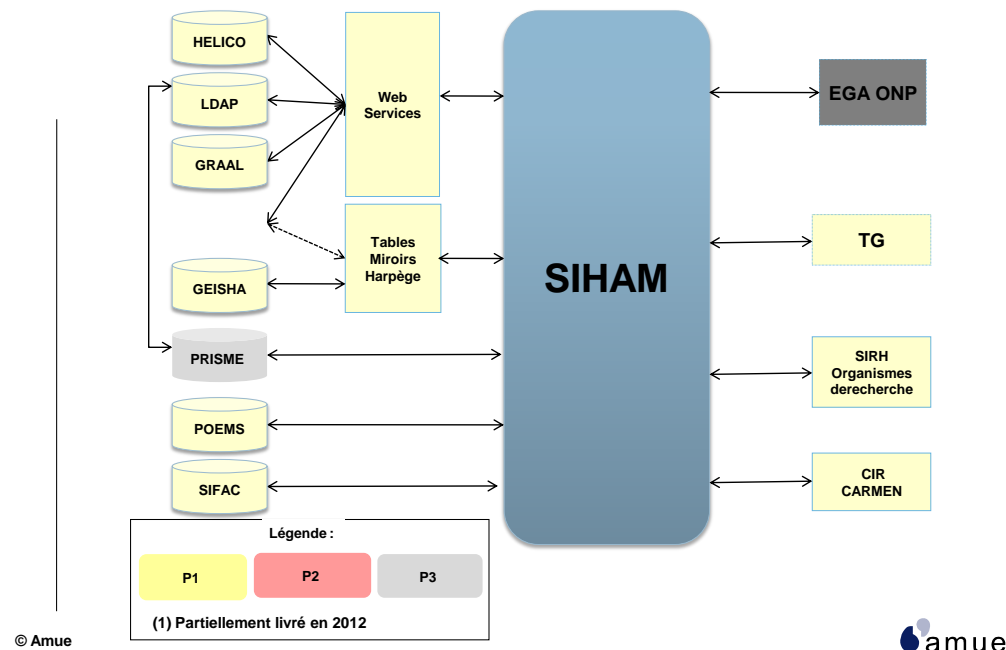 HELICO
LDAP
GRAAL
GEISHA
PRISME
POEMS
SIFAC
Web
Services
Tables
Miroirs
Harpège
SIHAM
EGA ONP
TG
SIRH
Organismes
derecherche
CIR
CARMEN
Légende :
P1
P2
P3
(1) Partiellement livré en 2012
© Amue
amue